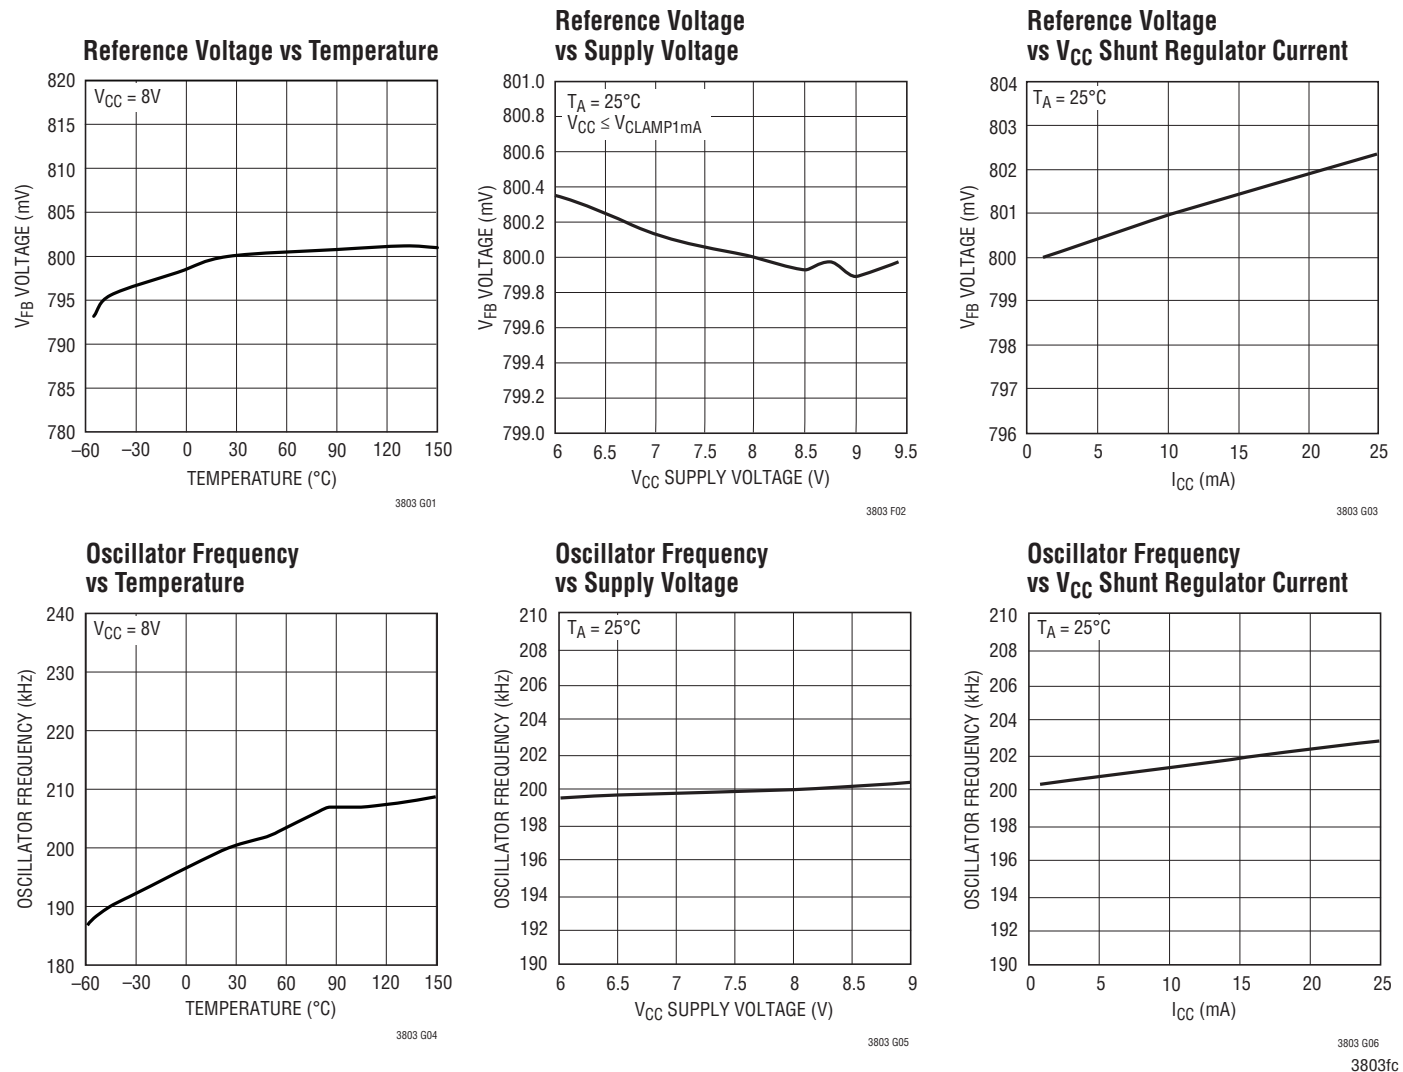 Reference Voltage vs Temperature
820
815
810
805
800
795
790
785
780
VCC = 8V
VFB VOLTAGE (mV)
–60 –30 0 30 60 90 120 150
TEMPERATURE (°C)
3803 G01
Reference Voltage
vs Supply Voltage
801.0
800.8
800.6
800.4
800.2
800.0
799.8
799.6
799.4
799.2
799.0
TA = 25°C
VCC ≤ VCLAMP1mA
VFB VOLTAGE (mV)
6 6.5 7 7.5 8 8.5 9 9.5
VCC SUPPLY VOLTAGE (V)
3803 F02
Reference Voltage
vs VCC Shunt Regulator Current
804
803
802
801
800
799
798
797
796
TA = 25°C
VFB VOLTAGE (mV)
0 5 10 15 20 25
ICC (mA)
3803 G03
Oscillator Frequency
vs Temperature
240
230
220
210
200
190
180
VCC = 8V
OSCILLATOR FREQUENCY (kHz)
–60 –30 0 30 60 90 120 150
TEMPERATURE (°C)
3803 G04
Oscillator Frequency
vs Supply Voltage
210
208
206
204
202
200
198
196
194
192
190
TA = 25°C
OSCILLATOR FREQUENCY (kHz)
6 6.5 7 7.5 8 8.5 9
VCC SUPPLY VOLTAGE (V)
3803 G05
Oscillator Frequency
vs VCC Shunt Regulator Current
210
208
206
204
202
200
198
196
194
192
190
TA = 25°C
OSCILLATOR FREQUENCY (kHz)
0 5 10 15 20 25
ICC (mA)
3803 G06
3803fc